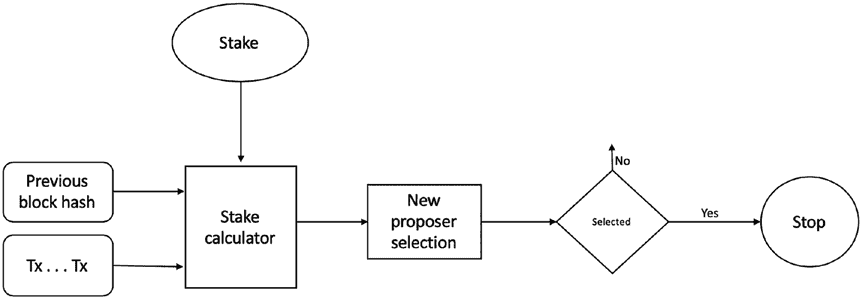 Stake
Previous
block hash
Tx . . . Tx
Stake
calculator
New
proposer
selection
No
Selected
Yes
Stop